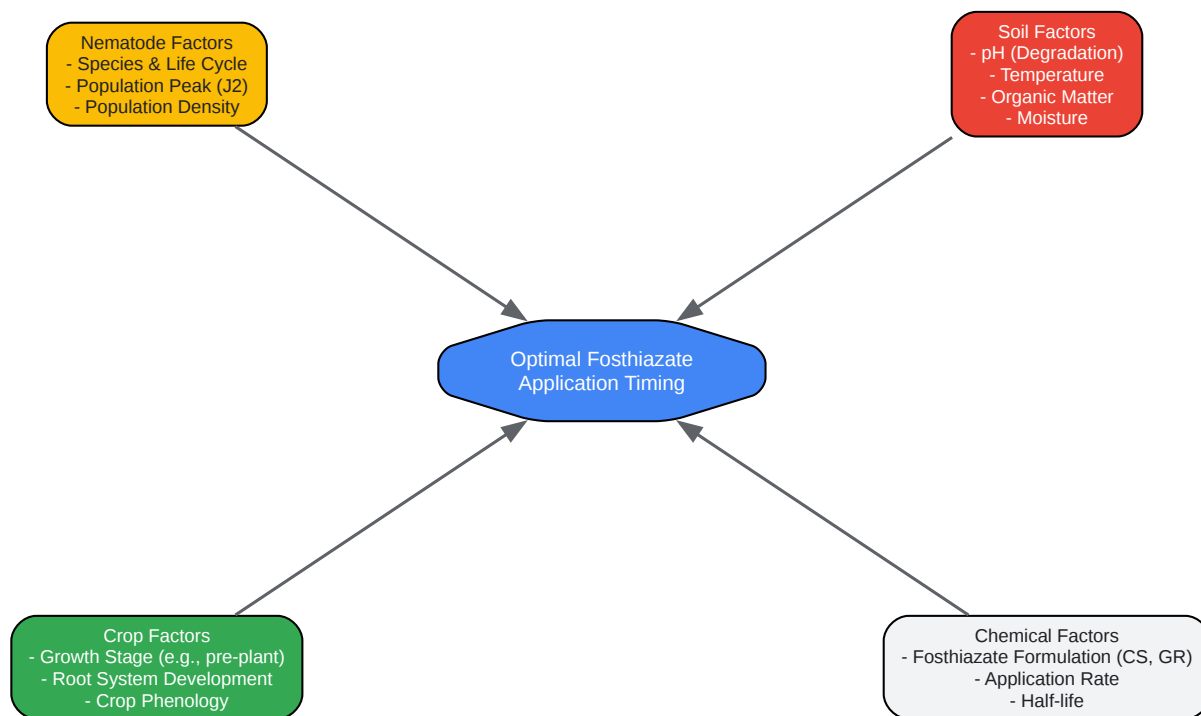 Nematode Factors
- Species & Life Cycle
- Population Peak (J2)
- Population Density
Soil Factors
- pH (Degradation)
- Temperature
- Organic Matter
- Moisture
Optimal Fosthiazate
Application Timing
Crop Factors
- Growth Stage (e.g., pre-plant)
- Root System Development
- Crop Phenology
Chemical Factors
- Fosthiazate Formulation (CS, GR)
- Application Rate
- Half-life